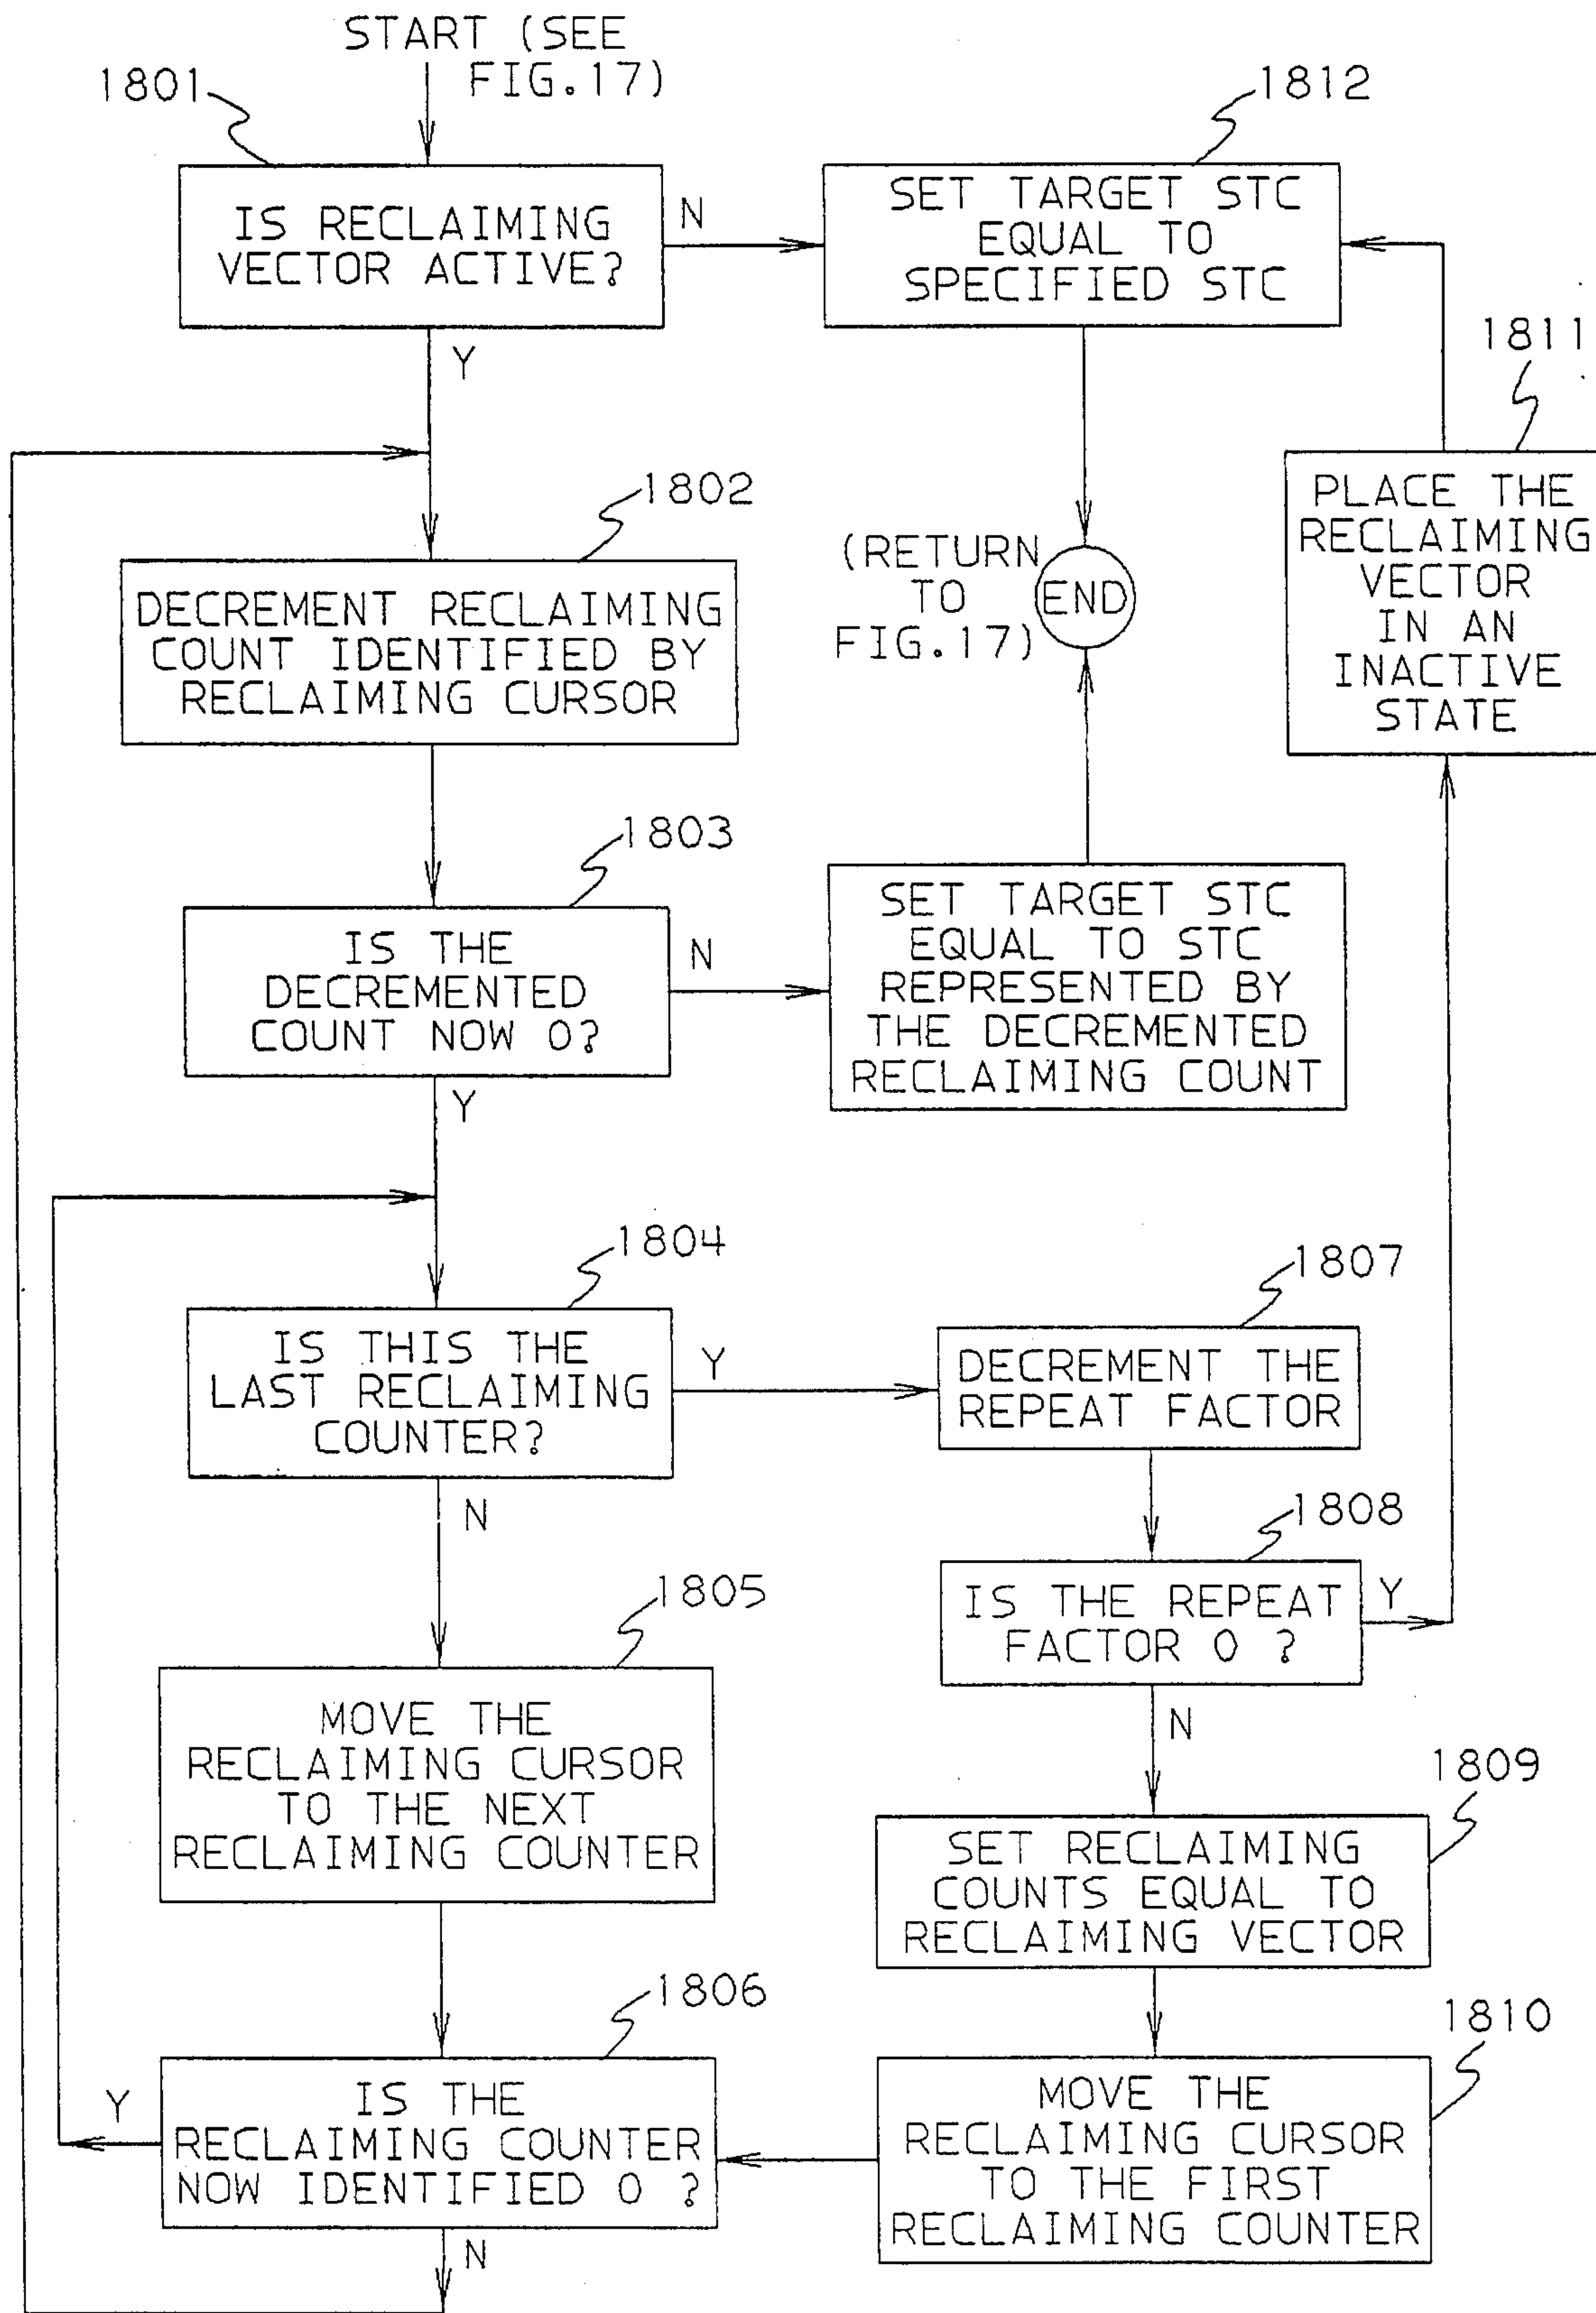 START (SEE
FIG.17)
1801
IS RECLAIMING
VECTOR ACTIVE?
N
Y
1812
SET TARGET STC
EQUAL TO
SPECIFIED STC
1811
PLACE THE
RECLAIMING
VECTOR
IN AN
INACTIVE
STATE
1802
DECREMENT RECLAIMING
COUNT IDENTIFIED BY
RECLAIMING CURSOR
(RETURN
TO
FIG.17)
END
1803
IS THE
DECREMENTED
COUNT NOW 0?
N
Y
SET TARGET STC
EQUAL TO STC
REPRESENTED BY
THE DECREMENTED
RECLAIMING COUNT
1804
IS THIS THE
LAST RECLAIMING
COUNTER?
Y
N
1807
DECREMENT THE
REPEAT FACTOR
1808
IS THE REPEAT
FACTOR 0 ?
Y
N
1805
MOVE THE
RECLAIMING CURSOR
TO THE NEXT
RECLAIMING COUNTER
1809
SET RECLAIMING
COUNTS EQUAL TO
RECLAIMING VECTOR
1806
IS THE
RECLAIMING COUNTER
NOW IDENTIFIED 0 ?
Y
N
1810
MOVE THE
RECLAIMING CURSOR
TO THE FIRST
RECLAIMING COUNTER